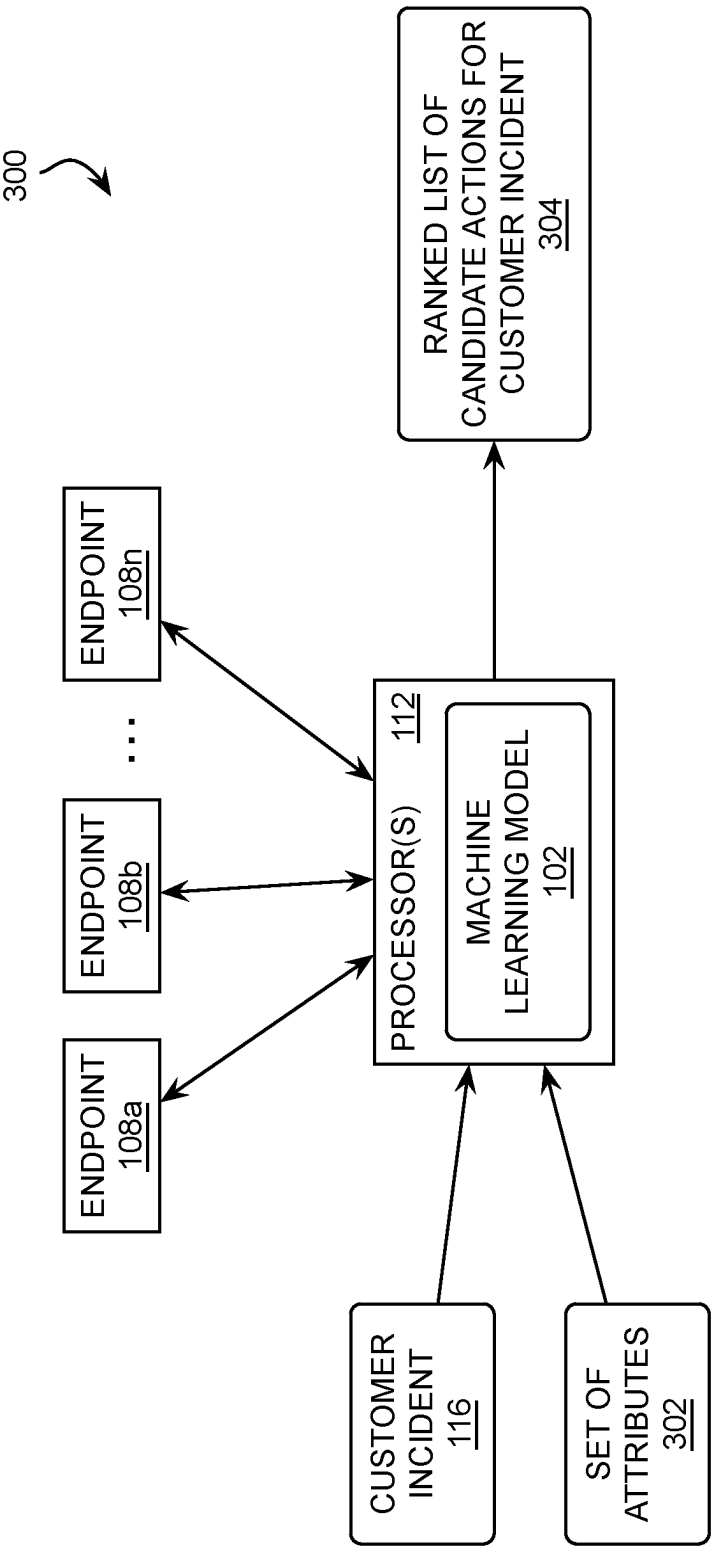 300
ENDPOINT
108a
ENDPOINT
108b
...
ENDPOINT
108n
CUSTOMER
INCIDENT
116
SET OF
ATTRIBUTES
302
PROCESSOR(S)
112
MACHINE
LEARNING MODEL
102
RANKED LIST OF
CANDIDATE ACTIONS FOR
CUSTOMER INCIDENT
304